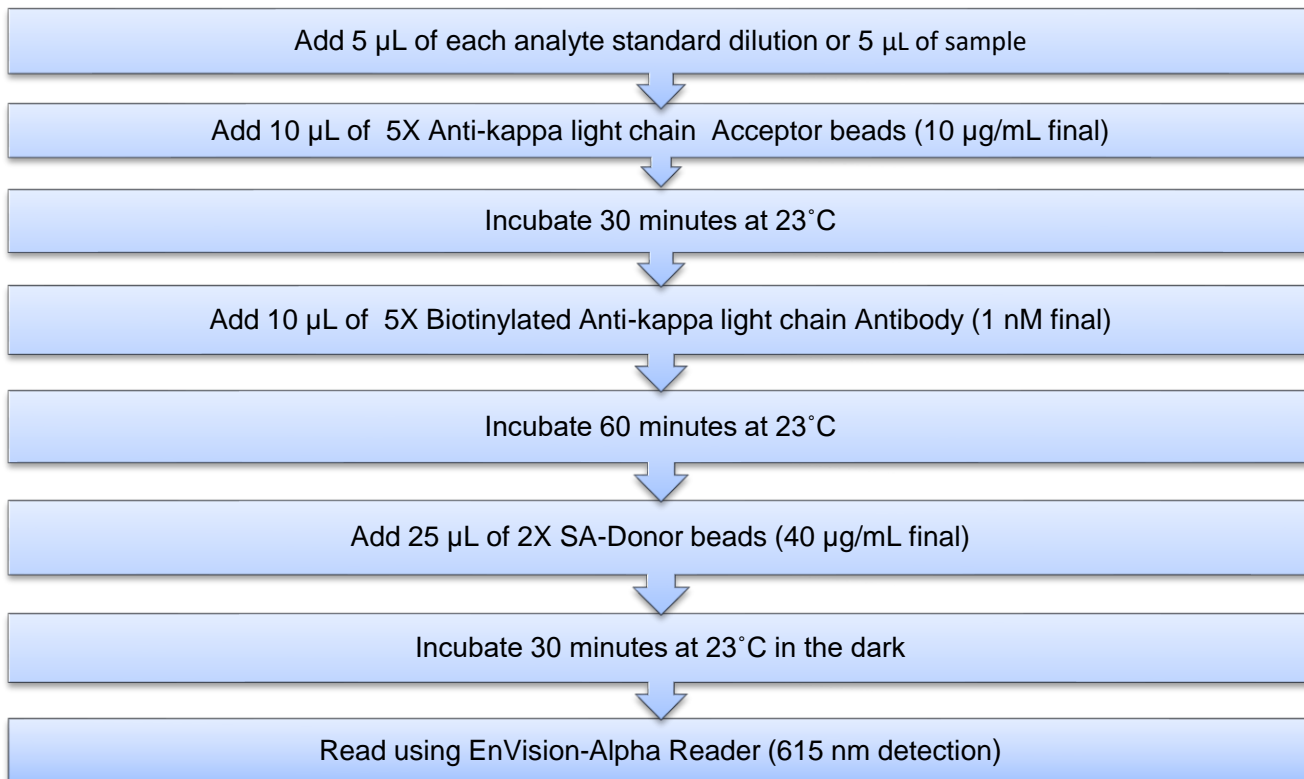 Add 5 µL of each analyte standard dilution or 5 µL of sample
Add 10 µL of 5X Anti-kappa light chain Acceptor beads (10 µg/mL final)
Incubate 30 minutes at 23˚C
Add 10 µL of 5X Biotinylated Anti-kappa light chain Antibody (1 nM final)
Incubate 60 minutes at 23˚C
Add 25 µL of 2X SA-Donor beads (40 µg/mL final)
Incubate 30 minutes at 23˚C in the dark
Read using EnVision-Alpha Reader (615 nm detection)